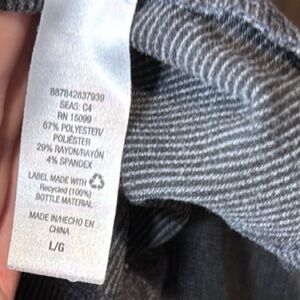 887842637939
SEAS: C4
RN 15099
67% POLYESTER/
POLIÉSTER
29% RAYON/RAYÓN
4% SPANDEX
LABEL MADE WITH
Recycled (100%)
BOTTLE MATERIAL
MADE IN/HECHO EN
CHINA
L/G